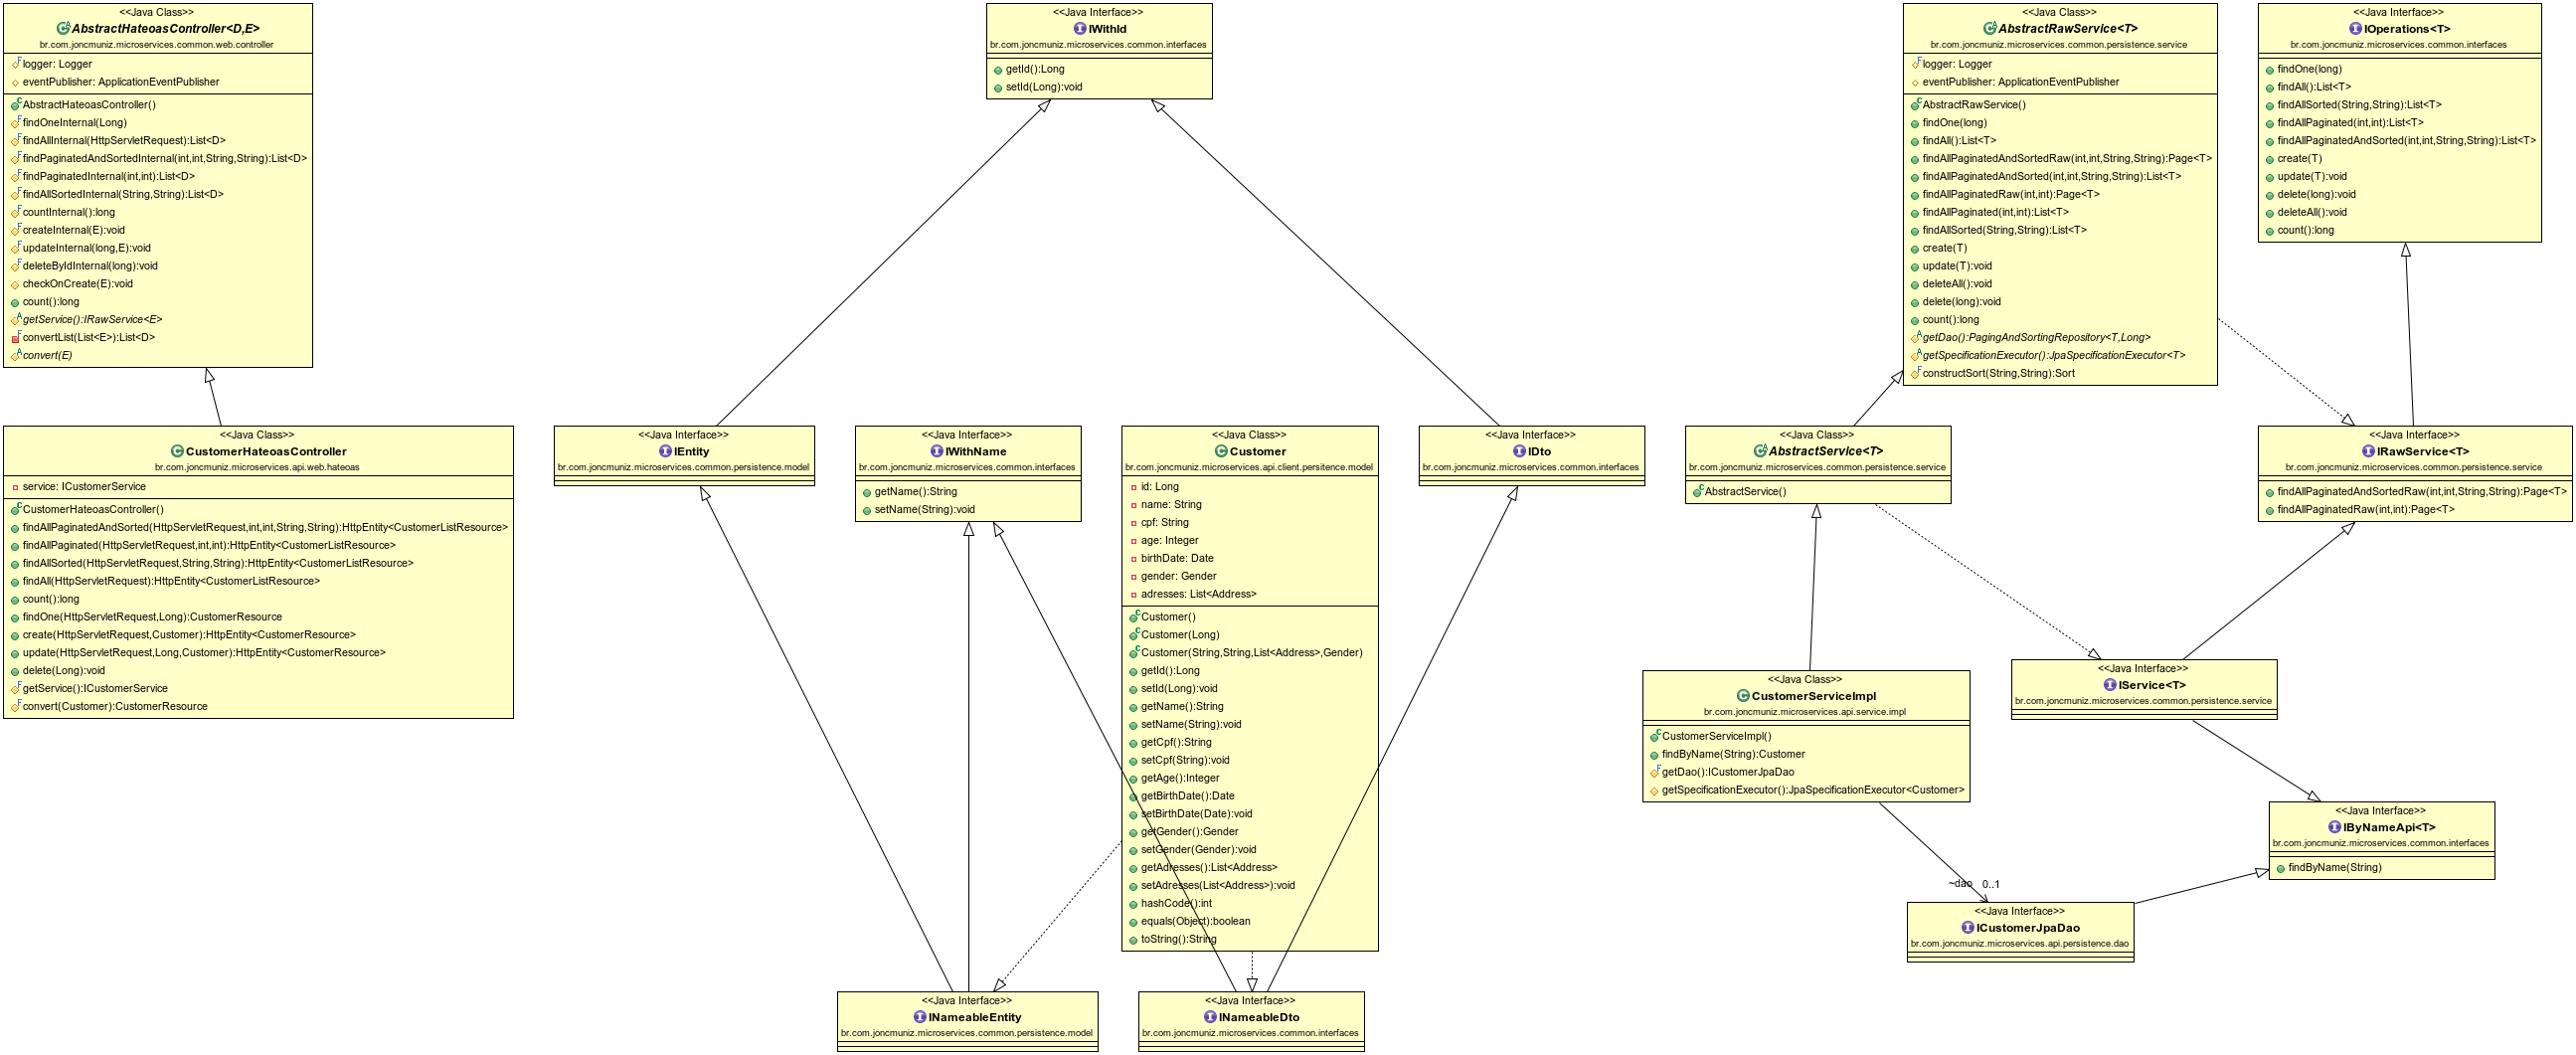 <<Java Class>>
AbstractHateoasController<D,E>
br.com.joncmuniz.microservices.common.web.controller
logger: Logger
eventPublisher: ApplicationEventPublisher
AbstractHateoasController()
findOneInternal(Long)
findAllInternal(HttpServletRequest):List<D>
findPaginatedAndSortedInternal(int,int,String,String):List<D>
findPaginatedInternal(int,int):List<D>
findAllSortedInternal(String,String):List<D>
countInternal():long
createInternal(E):void
updateInternal(long,E):void
deleteByIdInternal(long):void
checkOnCreate(E):void
count():long
getService():IRawService<E>
convertList(List<E>):List<D>
convert(E)
<<Java Interface>>
IWithId
br.com.joncmuniz.microservices.common.interfaces
getId():Long
setId(Long):void
<<Java Class>>
AbstractRawService<T>
br.com.joncmuniz.microservices.common.persistence.service
logger: Logger
eventPublisher: ApplicationEventPublisher
AbstractRawService()
findOne(long)
findAll():List<T>
findAllPaginatedAndSortedRaw(int,int,String,String):Page<T>
findAllPaginatedAndSorted(int,int,String,String):List<T>
findAllPaginatedRaw(int,int):Page<T>
findAllPaginated(int,int):List<T>
findAllSorted(String,String):List<T>
create(T)
update(T):void
deleteAll():void
delete(long):void
count():long
getDao():PagingAndSortingRepository<T,Long>
getSpecificationExecutor():JpaSpecificationExecutor<T>
constructSort(String,String):Sort
<<Java Interface>>
IOperations<T>
br.com.joncmuniz.microservices.common.interfaces
findOne(long)
findAll():List<T>
findAllSorted(String,String):List<T>
findAllPaginated(int,int):List<T>
findAllPaginatedAndSorted(int,int,String,String):List<T>
create(T)
update(T):void
delete(long):void
deleteAll():void
count():long
<<Java Class>>
CustomerHateoasController
br.com.joncmuniz.microservices.api.web.hateoas
service: ICustomerService
CustomerHateoasController()
findAllPaginatedAndSorted(HttpServletRequest,int,int,String,String):HttpEntity<CustomerListResource>
findAllPaginated(HttpServletRequest,int,int):HttpEntity<CustomerListResource>
findAllSorted(HttpServletRequest,String,String):HttpEntity<CustomerListResource>
findAll(HttpServletRequest):HttpEntity<CustomerListResource>
count():long
findOne(HttpServletRequest,Long):CustomerResource
create(HttpServletRequest,Customer):HttpEntity<CustomerResource>
update(HttpServletRequest,Long,Customer):HttpEntity<CustomerResource>
delete(Long):void
getService():ICustomerService
convert(Customer):CustomerResource
<<Java Interface>>
IEntity
br.com.joncmuniz.microservices.common.persistence.model
<<Java Interface>>
IWithName
br.com.joncmuniz.microservices.common.interfaces
getName():String
setName(String):void
<<Java Class>>
Customer
br.com.joncmuniz.microservices.api.client.persitence.model
id: Long
name: String
cpf: String
age: Integer
birthDate: Date
gender: Gender
adresses: List<Address>
Customer()
Customer(Long)
Customer(String,String,List<Address>,Gender)
getId():Long
setId(Long):void
getName():String
setName(String):void
getCpf():String
setCpf(String):void
getAge():Integer
getBirthDate():Date
setBirthDate(Date):void
getGender():Gender
setGender(Gender):void
getAdresses():List<Address>
setAdresses(List<Address>):void
hashCode():int
equals(Object):boolean
toString():String
<<Java Interface>>
IDto
br.com.joncmuniz.microservices.common.interfaces
<<Java Class>>
AbstractService<T>
br.com.joncmuniz.microservices.common.persistence.service
AbstractService()
<<Java Interface>>
IRawService<T>
br.com.joncmuniz.microservices.common.persistence.service
findAllPaginatedAndSortedRaw(int,int,String,String):Page<T>
findAllPaginatedRaw(int,int):Page<T>
<<Java Class>>
CustomerServiceImpl
br.com.joncmuniz.microservices.api.service.impl
CustomerServiceImpl()
findByName(String):Customer
getDao():ICustomerJpaDao
getSpecificationExecutor():JpaSpecificationExecutor<Customer>
<<Java Interface>>
IService<T>
br.com.joncmuniz.microservices.common.persistence.service
<<Java Interface>>
IByNameApi<T>
br.com.joncmuniz.microservices.common.interfaces
findByName(String)
~dao 0..1
<<Java Interface>>
ICustomerJpaDao
br.com.joncmuniz.microservices.api.persistence.dao
<<Java Interface>>
INameableEntity
br.com.joncmuniz.microservices.common.persistence.model
<<Java Interface>>
INameableDto
br.com.joncmuniz.microservices.common.interfaces